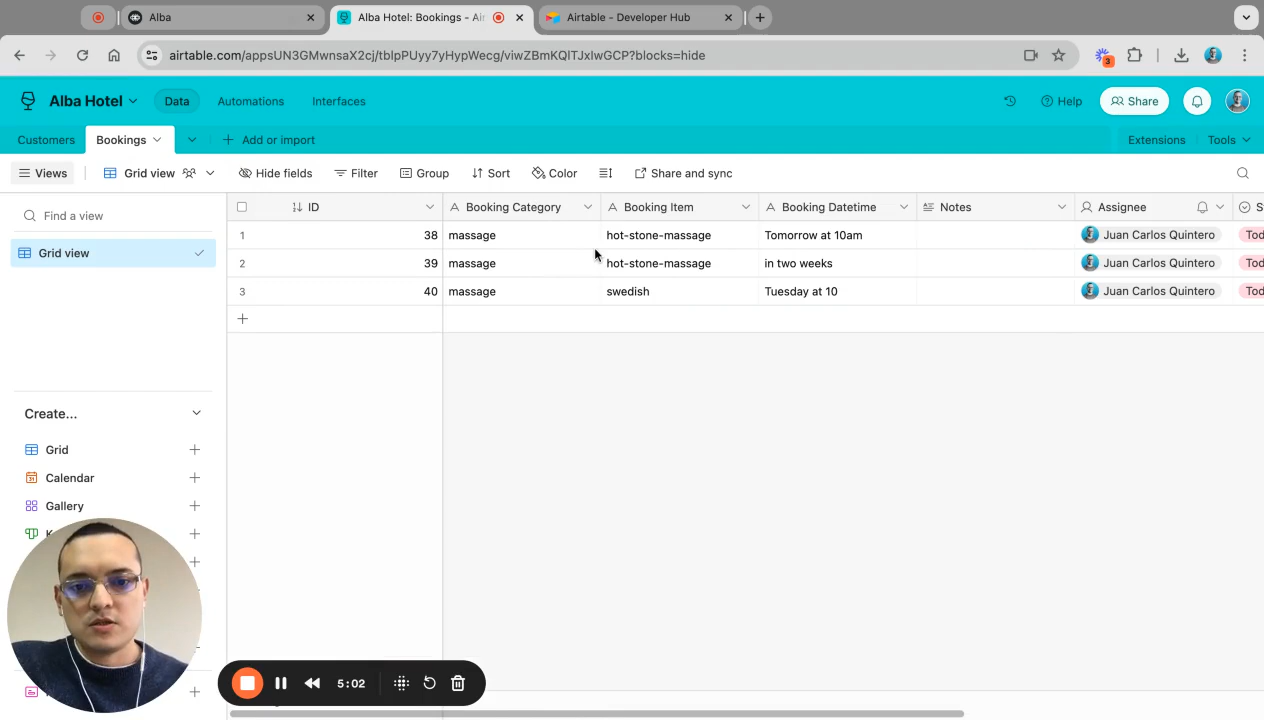 Alba
Alba Hotel: Bookings - Air
Airtable - Developer Hub
airtable.com/appsUN3GMwnsaX2cj/tblpPUyy7yHypWecg/viwZBmKQlTJxlwGCP?blocks=hide
3
Alba Hotel
Data
Automations
Interfaces
Help
Share
Customers
Bookings
Add or import
Extensions
Tools
Views
Grid view
Hide fields
Filter
Group
Sort
Color
Share and sync
Find a view
Grid view
ID
Booking Category
Booking Item
Booking Datetime
Notes
Assignee
1 38 massage hot-stone-massage Tomorrow at 10am Juan Carlos Quintero Tod
2 39 massage hot-stone-massage in two weeks Juan Carlos Quintero Tod
3 40 massage swedish Tuesday at 10 Juan Carlos Quintero Tod
Create...
Grid
Calendar
Gallery
5:02